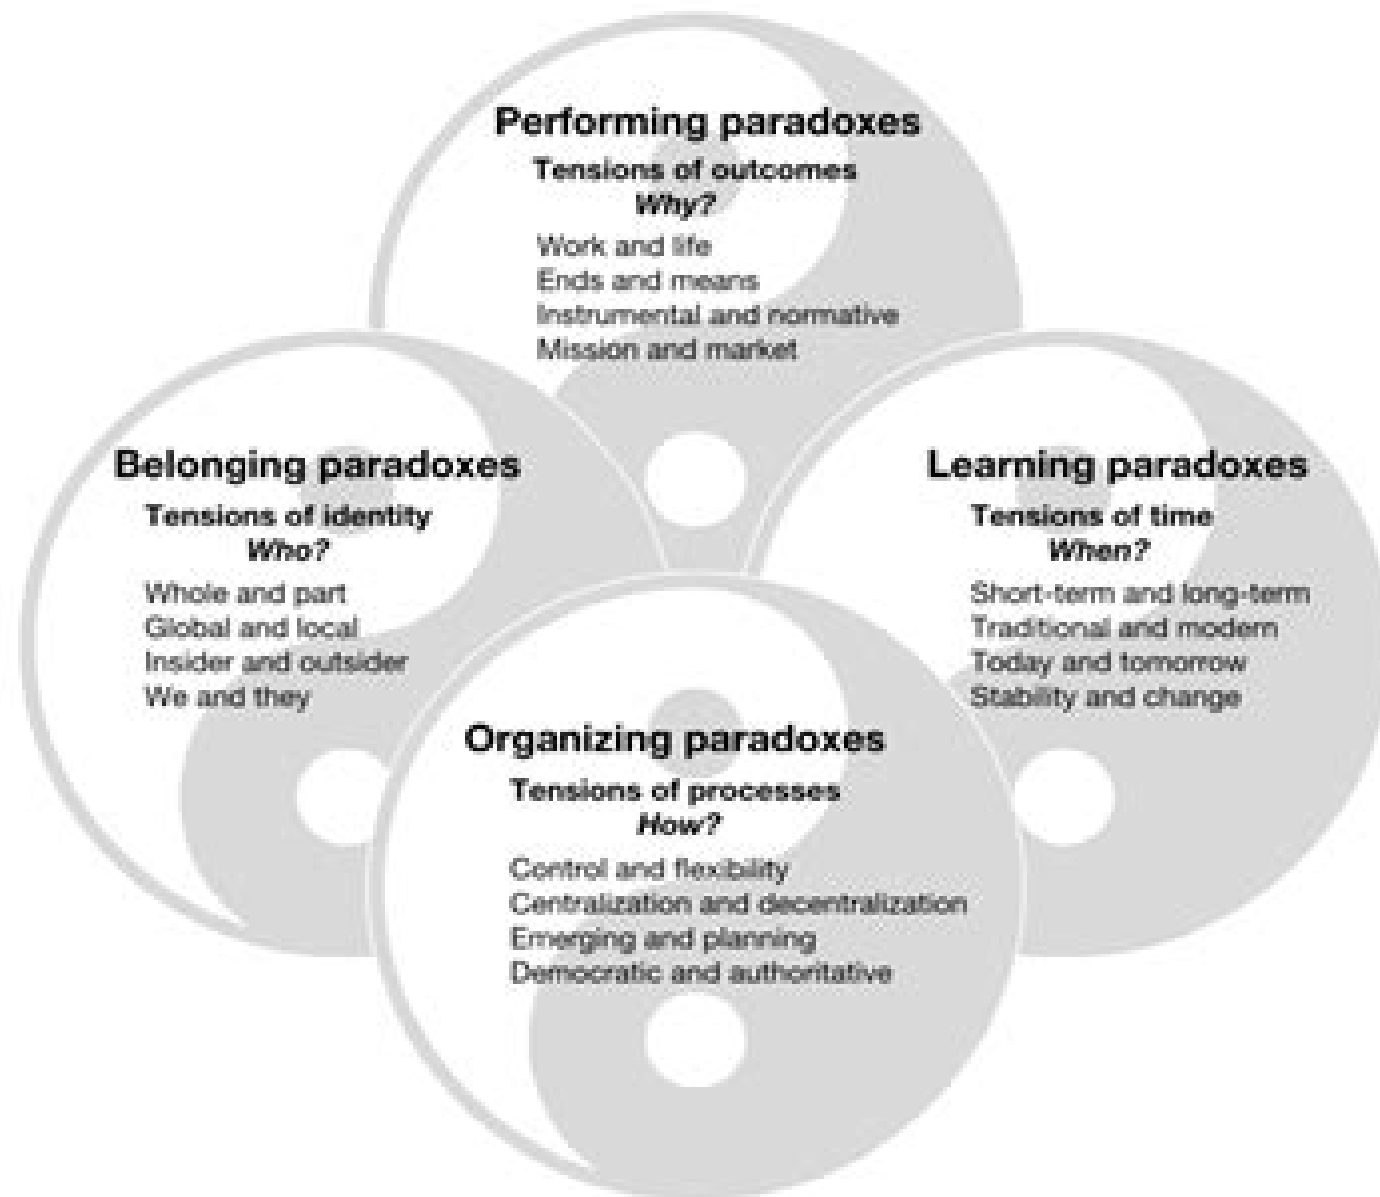 Performing paradoxes
Tensions of outcomes
Why?
Work and life
Ends and means
Instrumental and normative
Mission and market
Belonging paradoxes
Tensions of identity
Who?
Whole and part
Global and local
Insider and outsider
We and they
Learning paradoxes
Tensions of time
When?
Short-term and long-term
Traditional and modern
Today and tomorrow
Stability and change
Organizing paradoxes
Tensions of processes
How?
Control and flexibility
Centralization and decentralization
Emerging and planning
Democratic and authoritative